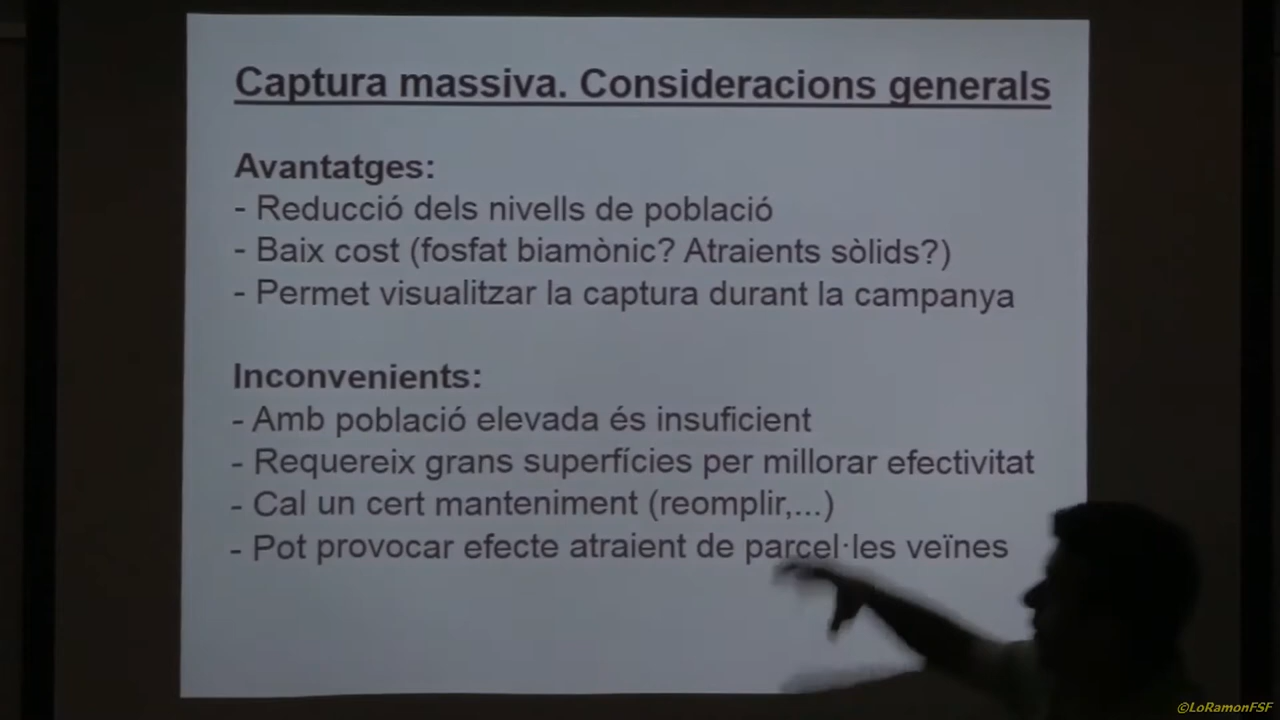 Captura massiva. Consideracions generals
Avantatges:
- Reducció dels nivells de població
- Baix cost (fosfat biamònic? Atraients sòlids?)
- Permet visualitzar la captura durant la campanya
Inconvenients:
- Amb població elevada és insuficient
- Requereix grans superfícies per millorar efectivitat
- Cal un cert manteniment (reomplir,...)
- Pot provocar efecte atraient de parcel·les veïnes
©LoRamonFSF